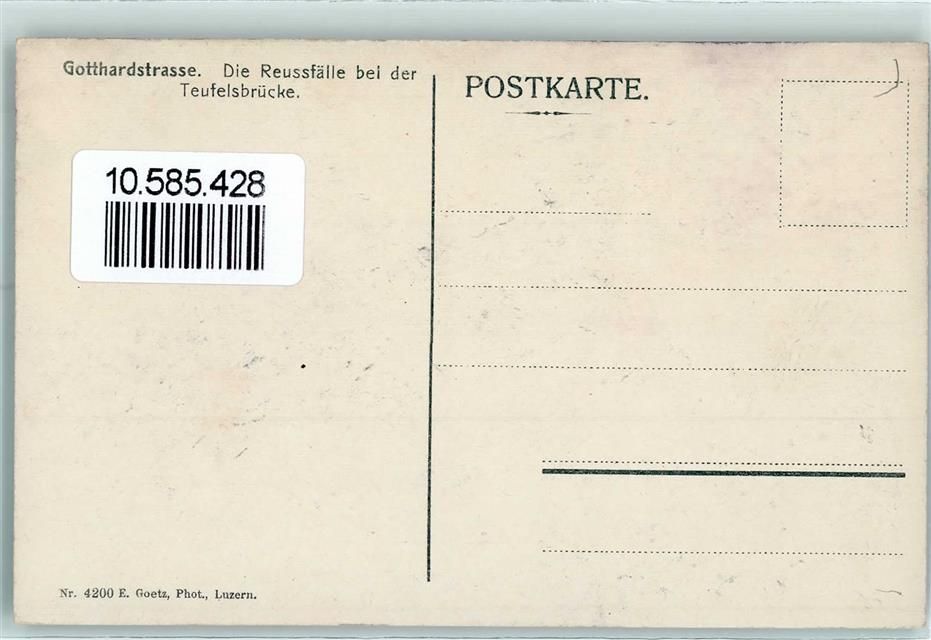 Gotthardstrasse. Die Reussfälle bei der
Teufelsbrücke.
POSTKARTE.
10.585.428
Nr. 4200 E. Goetz, Phot., Luzern.